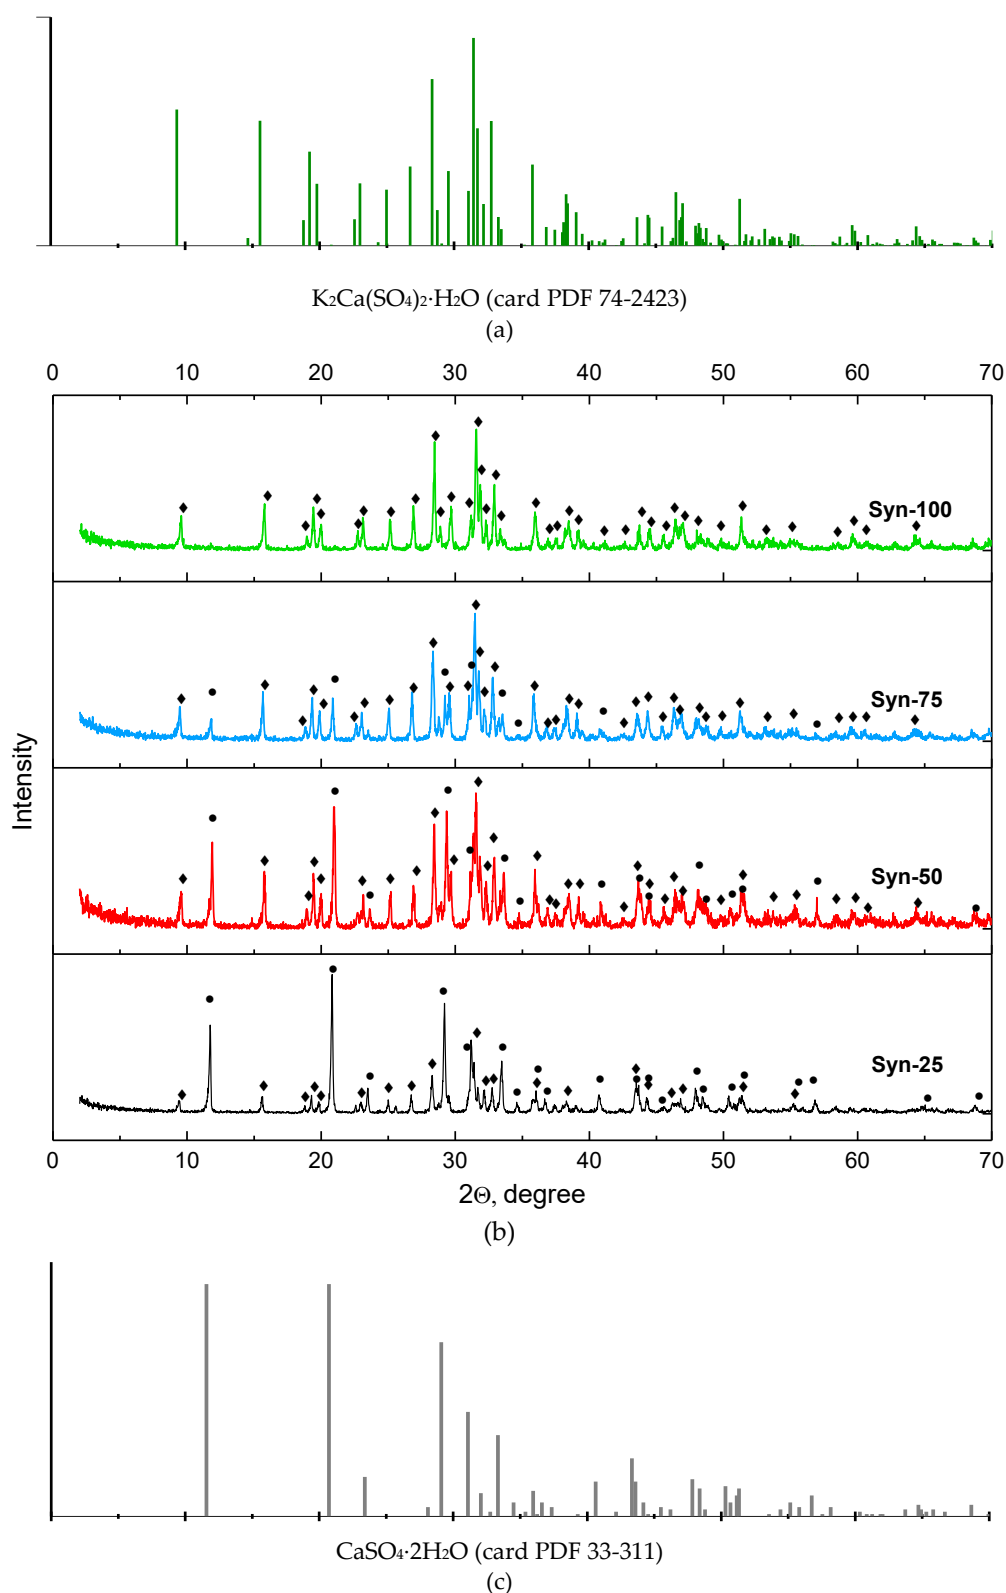 K₂Ca(SO₄)₂·H₂O (card PDF 74-2423)
(a)
0 10 20 30 40 50 60 70
Syn-100
Syn-75
Syn-50
Syn-25
Intensity
0 10 20 30 40 50 60 70
2Θ, degree
(b)
CaSO₄·2H₂O (card PDF 33-311)
(c)